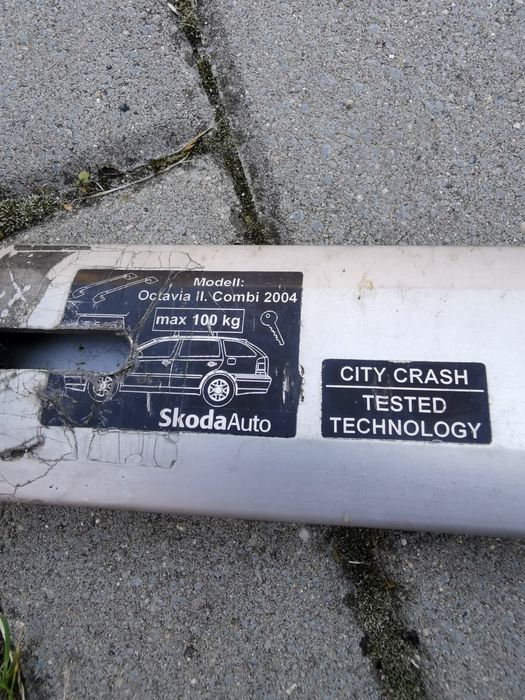 Modell:
Octavia II. Combi 2004
max 100 kg
SkodaAuto
CITY CRASH
TESTED
TECHNOLOGY